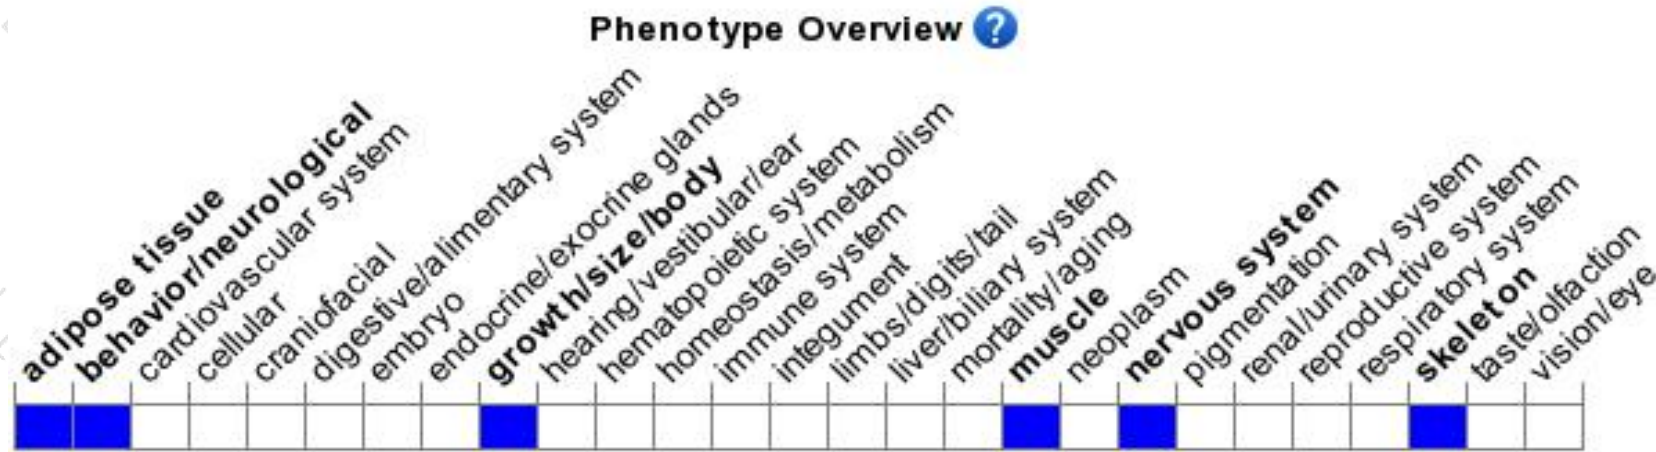 Phenotype Overview ?
adipose tissue
behavior/neurological
cardiovascular system
cellular
craniofacial
digestive/alimentary system
embryo
endocrine/exocrine glands
growth/size/body
hearing/vestibular/ear
hematopoietic system
homeostasis/metabolism
immune system
integument
limbs/digits/tail
liver/biliary system
mortality/aging
muscle
neoplasm
nervous system
pigmentation
renal/urinary system
reproductive system
respiratory system
skeleton
taste/olfaction
vision/eye